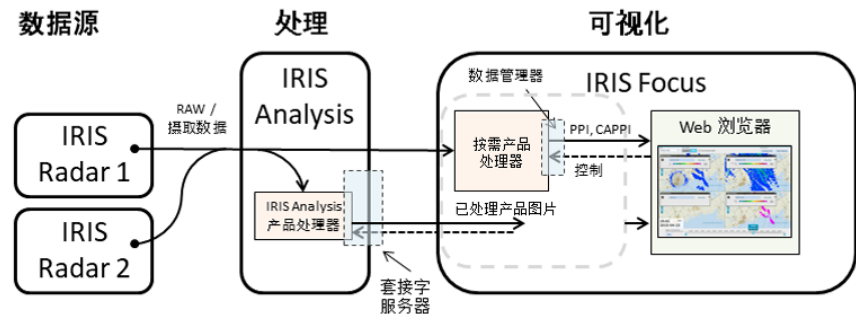 数据源
处理
可视化
IRIS
Radar 1
IRIS
Radar 2
RAW /
摄取数据
IRIS
Analysis
IRIS Analysis
产品处理器
套接字
服务器
IRIS Focus
数据管理器
按需产品
处理器
PPI, CAPPI
控制
已处理产品图片
Web 浏览器